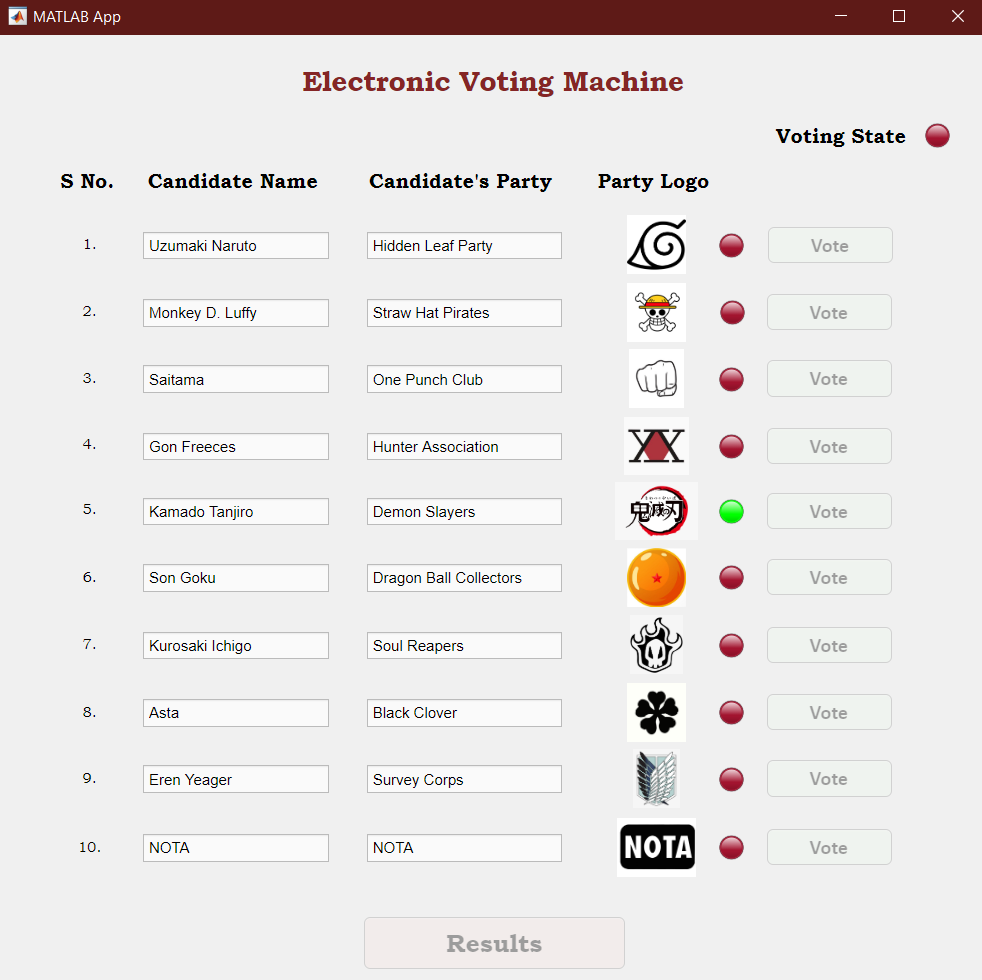 MATLAB App
Electronic Voting Machine
Voting State
S No. Candidate Name Candidate's Party Party Logo
1. Uzumaki Naruto Hidden Leaf Party Vote
2. Monkey D. Luffy Straw Hat Pirates Vote
3. Saitama One Punch Club Vote
4. Gon Freeces Hunter Association Vote
5. Kamado Tanjiro Demon Slayers 鬼滅の刃 Vote
6. Son Goku Dragon Ball Collectors Vote
7. Kurosaki Ichigo Soul Reapers Vote
8. Asta Black Clover Vote
9. Eren Yeager Survey Corps Vote
10. NOTA NOTA NOTA Vote
Results